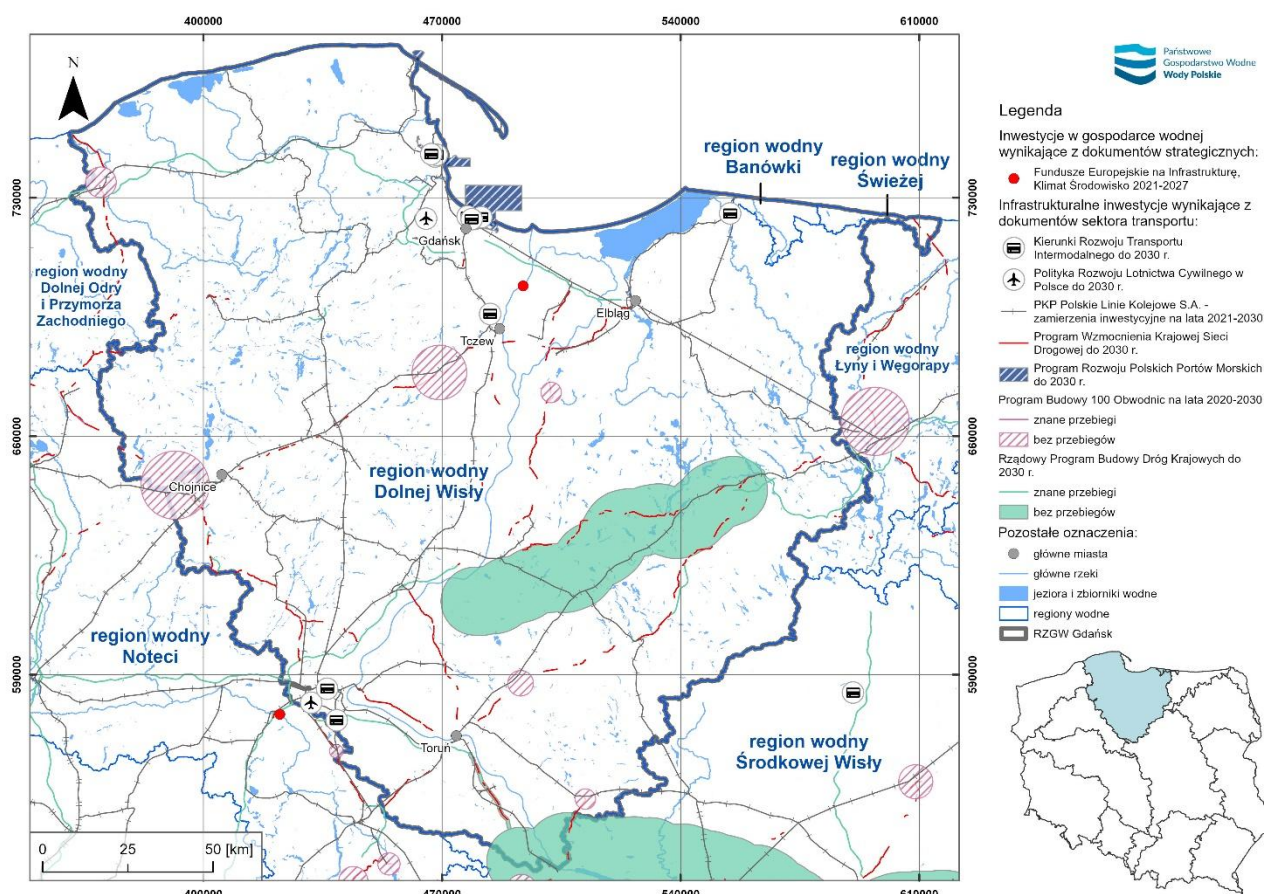 400000
470000
540000
610000
N
730000
660000
590000
730000
660000
590000
region wodny
Banówki
region wodny
Świeżej
Gdańsk
region wodny
Dolnej Odry
i Przymorza
Zachodniego
Elbląg
Tczew
region wodny
Łyny i Węgorapy
region wodny
Dolnej Wisły
Chojnice
region wodny
Noteci
Toruń
region wodny
Środkowej Wisły
0
25
50 [km]
400000
470000
540000
610000
Państwowe
Gospodarstwo Wodne
Wody Polskie
Legenda
Inwestycje w gospodarce wodnej
wynikające z dokumentów strategicznych:
Fundusze Europejskie na Infrastrukturę,
Klimat Środowisko 2021-2027
Infrastrukturalne inwestycje wynikające z
dokumentów sektora transportu:
Kierunki Rozwoju Transportu
Intermodalnego do 2030 r.
Polityka Rozwoju Lotnictwa Cywilnego w
Polsce do 2030 r.
PKP Polskie Linie Kolejowe S.A. -
zamierzenia inwestycyjne na lata 2021-2030
Program Wzmocnienia Krajowej Sieci
Drogowej do 2030 r.
Program Rozwoju Polskich Portów Morskich
do 2030 r.
Program Budowy 100 Obwodnic na lata 2020-2030
znane przebiegi
bez przebiegów
Rządowy Program Budowy Dróg Krajowych do
2030 r.
znane przebiegi
bez przebiegów
Pozostałe oznaczenia:
główne miasta
główne rzeki
jeziora i zbiorniki wodne
regiony wodne
RZGW Gdańsk